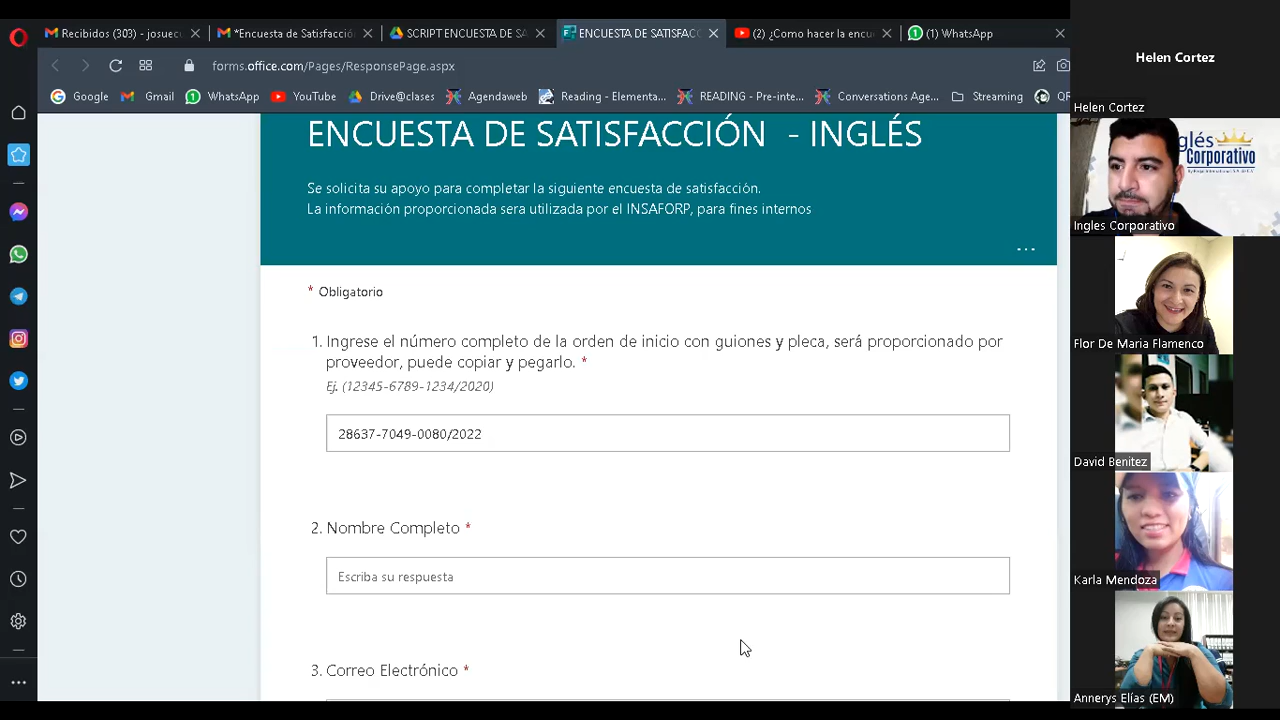 Recibidos (303) - josuec
*Encuesta de Satisfacció
SCRIPT ENCUESTA DE SA
ENCUESTA DE SATISFAC
(2) ¿Como hacer la encu
(1) WhatsApp
forms.office.com/Pages/ResponsePage.aspx
Google
Gmail
WhatsApp
YouTube
Drive@clases
Agendaweb
Reading - Elementa...
READING - Pre-inte...
Conversations Age...
Streaming
QR
ENCUESTA DE SATISFACCIÓN - INGLÉS
Se solicita su apoyo para completar la siguiente encuesta de satisfacción.
La información proporcionada sera utilizada por el INSAFORP, para fines internos
...
* Obligatorio
1. Ingrese el número completo de la orden de inicio con guiones y pleca, será proporcionado por
proveedor, puede copiar y pegarlo. *
Ej. (12345-6789-1234/2020)
28637-7049-0080/2022
2. Nombre Completo *
Escriba su respuesta
3. Correo Electrónico *
Helen Cortez
Helen Cortez
glés
Corporativo
Ingles Corporativo
Flor De Maria Flamenco
David Benitez
Karla Mendoza
Annerys Elías (EM)